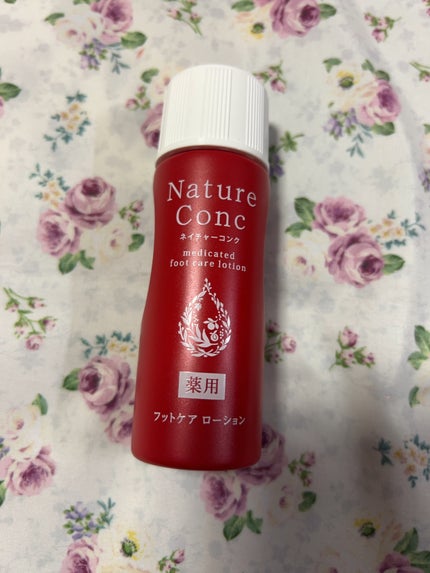 Nature
Conc
ネイチャーコンク
medicated
foot care lotion
薬用
フットケア ローション